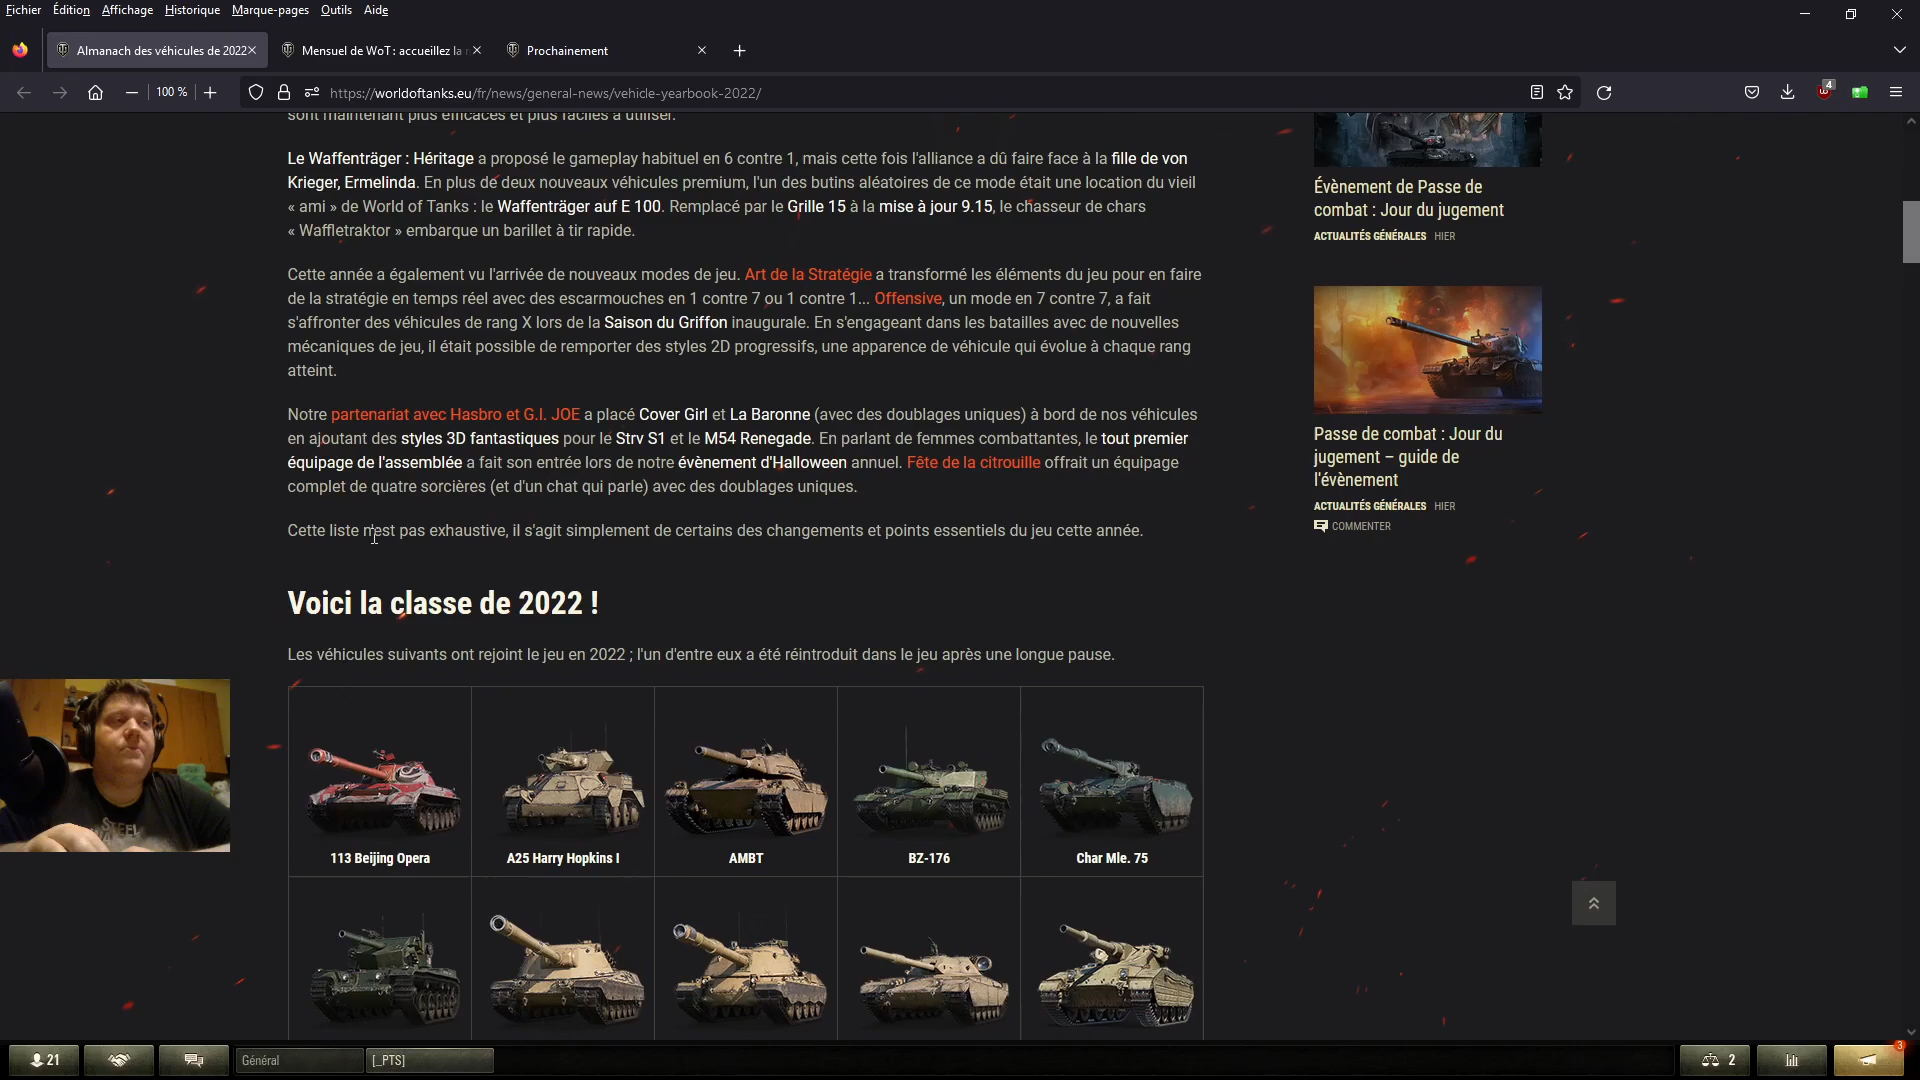 Fichier Édition Affichage Historique Marque-pages Outils Aide
Almanach des véhicules de 2022
Mensuel de WoT : accueillez la
Prochainement
100 %
https://worldoftanks.eu/fr/news/general-news/vehicle-yearbook-2022/
4
sont maintenant plus efficaces et plus faciles à utiliser.
Le Waffenträger : Héritage a proposé le gameplay habituel en 6 contre 1, mais cette fois l'alliance a dû faire face à la fille de von
Krieger, Ermelinda. En plus de deux nouveaux véhicules premium, l'un des butins aléatoires de ce mode était une location du vieil
« ami » de World of Tanks : le Waffenträger auf E 100. Remplacé par le Grille 15 à la mise à jour 9.15, le chasseur de chars
« Waffletraktor » embarque un barillet à tir rapide.
Cette année a également vu l'arrivée de nouveaux modes de jeu. Art de la Stratégie a transformé les éléments du jeu pour en faire
de la stratégie en temps réel avec des escarmouches en 1 contre 7 ou 1 contre 1... Offensive, un mode en 7 contre 7, a fait
s'affronter des véhicules de rang X lors de la Saison du Griffon inaugurale. En s'engageant dans les batailles avec de nouvelles
mécaniques de jeu, il était possible de remporter des styles 2D progressifs, une apparence de véhicule qui évolue à chaque rang
atteint.
Notre partenariat avec Hasbro et G.I. JOE a placé Cover Girl et La Baronne (avec des doublages uniques) à bord de nos véhicules
en ajoutant des styles 3D fantastiques pour le Strv S1 et le M54 Renegade. En parlant de femmes combattantes, le tout premier
équipage de l'assemblée a fait son entrée lors de notre évènement d'Halloween annuel. Fête de la citrouille offrait un équipage
complet de quatre sorcières (et d'un chat qui parle) avec des doublages uniques.
Cette liste n'est pas exhaustive, il s'agit simplement de certains des changements et points essentiels du jeu cette année.
Voici la classe de 2022 !
Les véhicules suivants ont rejoint le jeu en 2022 ; l'un d'entre eux a été réintroduit dans le jeu après une longue pause.
113 Beijing Opera
A25 Harry Hopkins I
AMBT
BZ-176
Char Mle. 75
Évènement de Passe de
combat : Jour du jugement
ACTUALITÉS GÉNÉRALES HIER
Passe de combat : Jour du
jugement – guide de
l'évènement
ACTUALITÉS GÉNÉRALES HIER
COMMENTER
STEEL
21
Général
[_PTS]
2
3